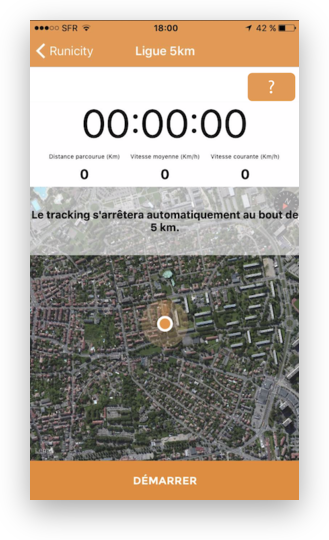 ●●●○○ SFR 18:00 42 %
Runicity Ligue 5km
?
00:00:00
Distance parcourue (Km) Vitesse moyenne (Km/h) Vitesse courante (Km/h)
0 0 0
Le tracking s'arrêtera automatiquement au bout de
5 km.
DÉMARRER